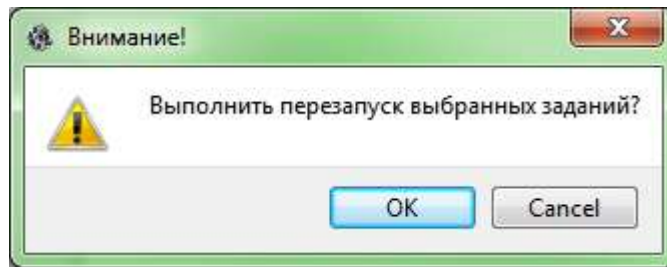 Внимание!
Выполнить перезапуск выбранных заданий?
OK Cancel